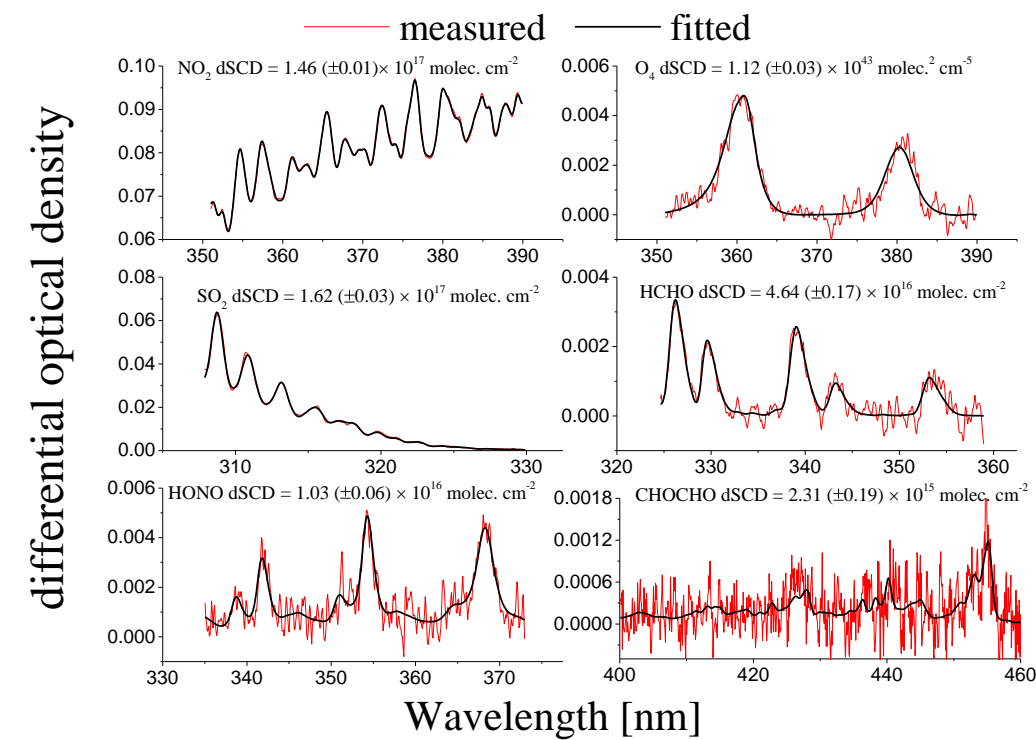 measured fitted
differential optical density
NO2 dSCD = 1.46 (±0.01)× 10^17 molec. cm^-2
0.10
0.09
0.08
0.07
0.06
350 360 370 380 390
O4 dSCD = 1.12 (±0.03) × 10^43 molec.^2 cm^-5
0.006
0.004
0.002
0.000
350 360 370 380 390
SO2 dSCD = 1.62 (±0.03) × 10^17 molec. cm^-2
0.08
0.06
0.04
0.02
0.00
310 320 330
HCHO dSCD = 4.64 (±0.17) × 10^16 molec. cm^-2
0.004
0.002
0.000
320 330 340 350 360
HONO dSCD = 1.03 (±0.06) × 10^16 molec. cm^-2
0.006
0.004
0.002
0.000
330 340 350 360 370
CHOCHO dSCD = 2.31 (±0.19) × 10^15 molec. cm^-2
0.0018
0.0012
0.0006
0.0000
400 420 440 460
Wavelength [nm]